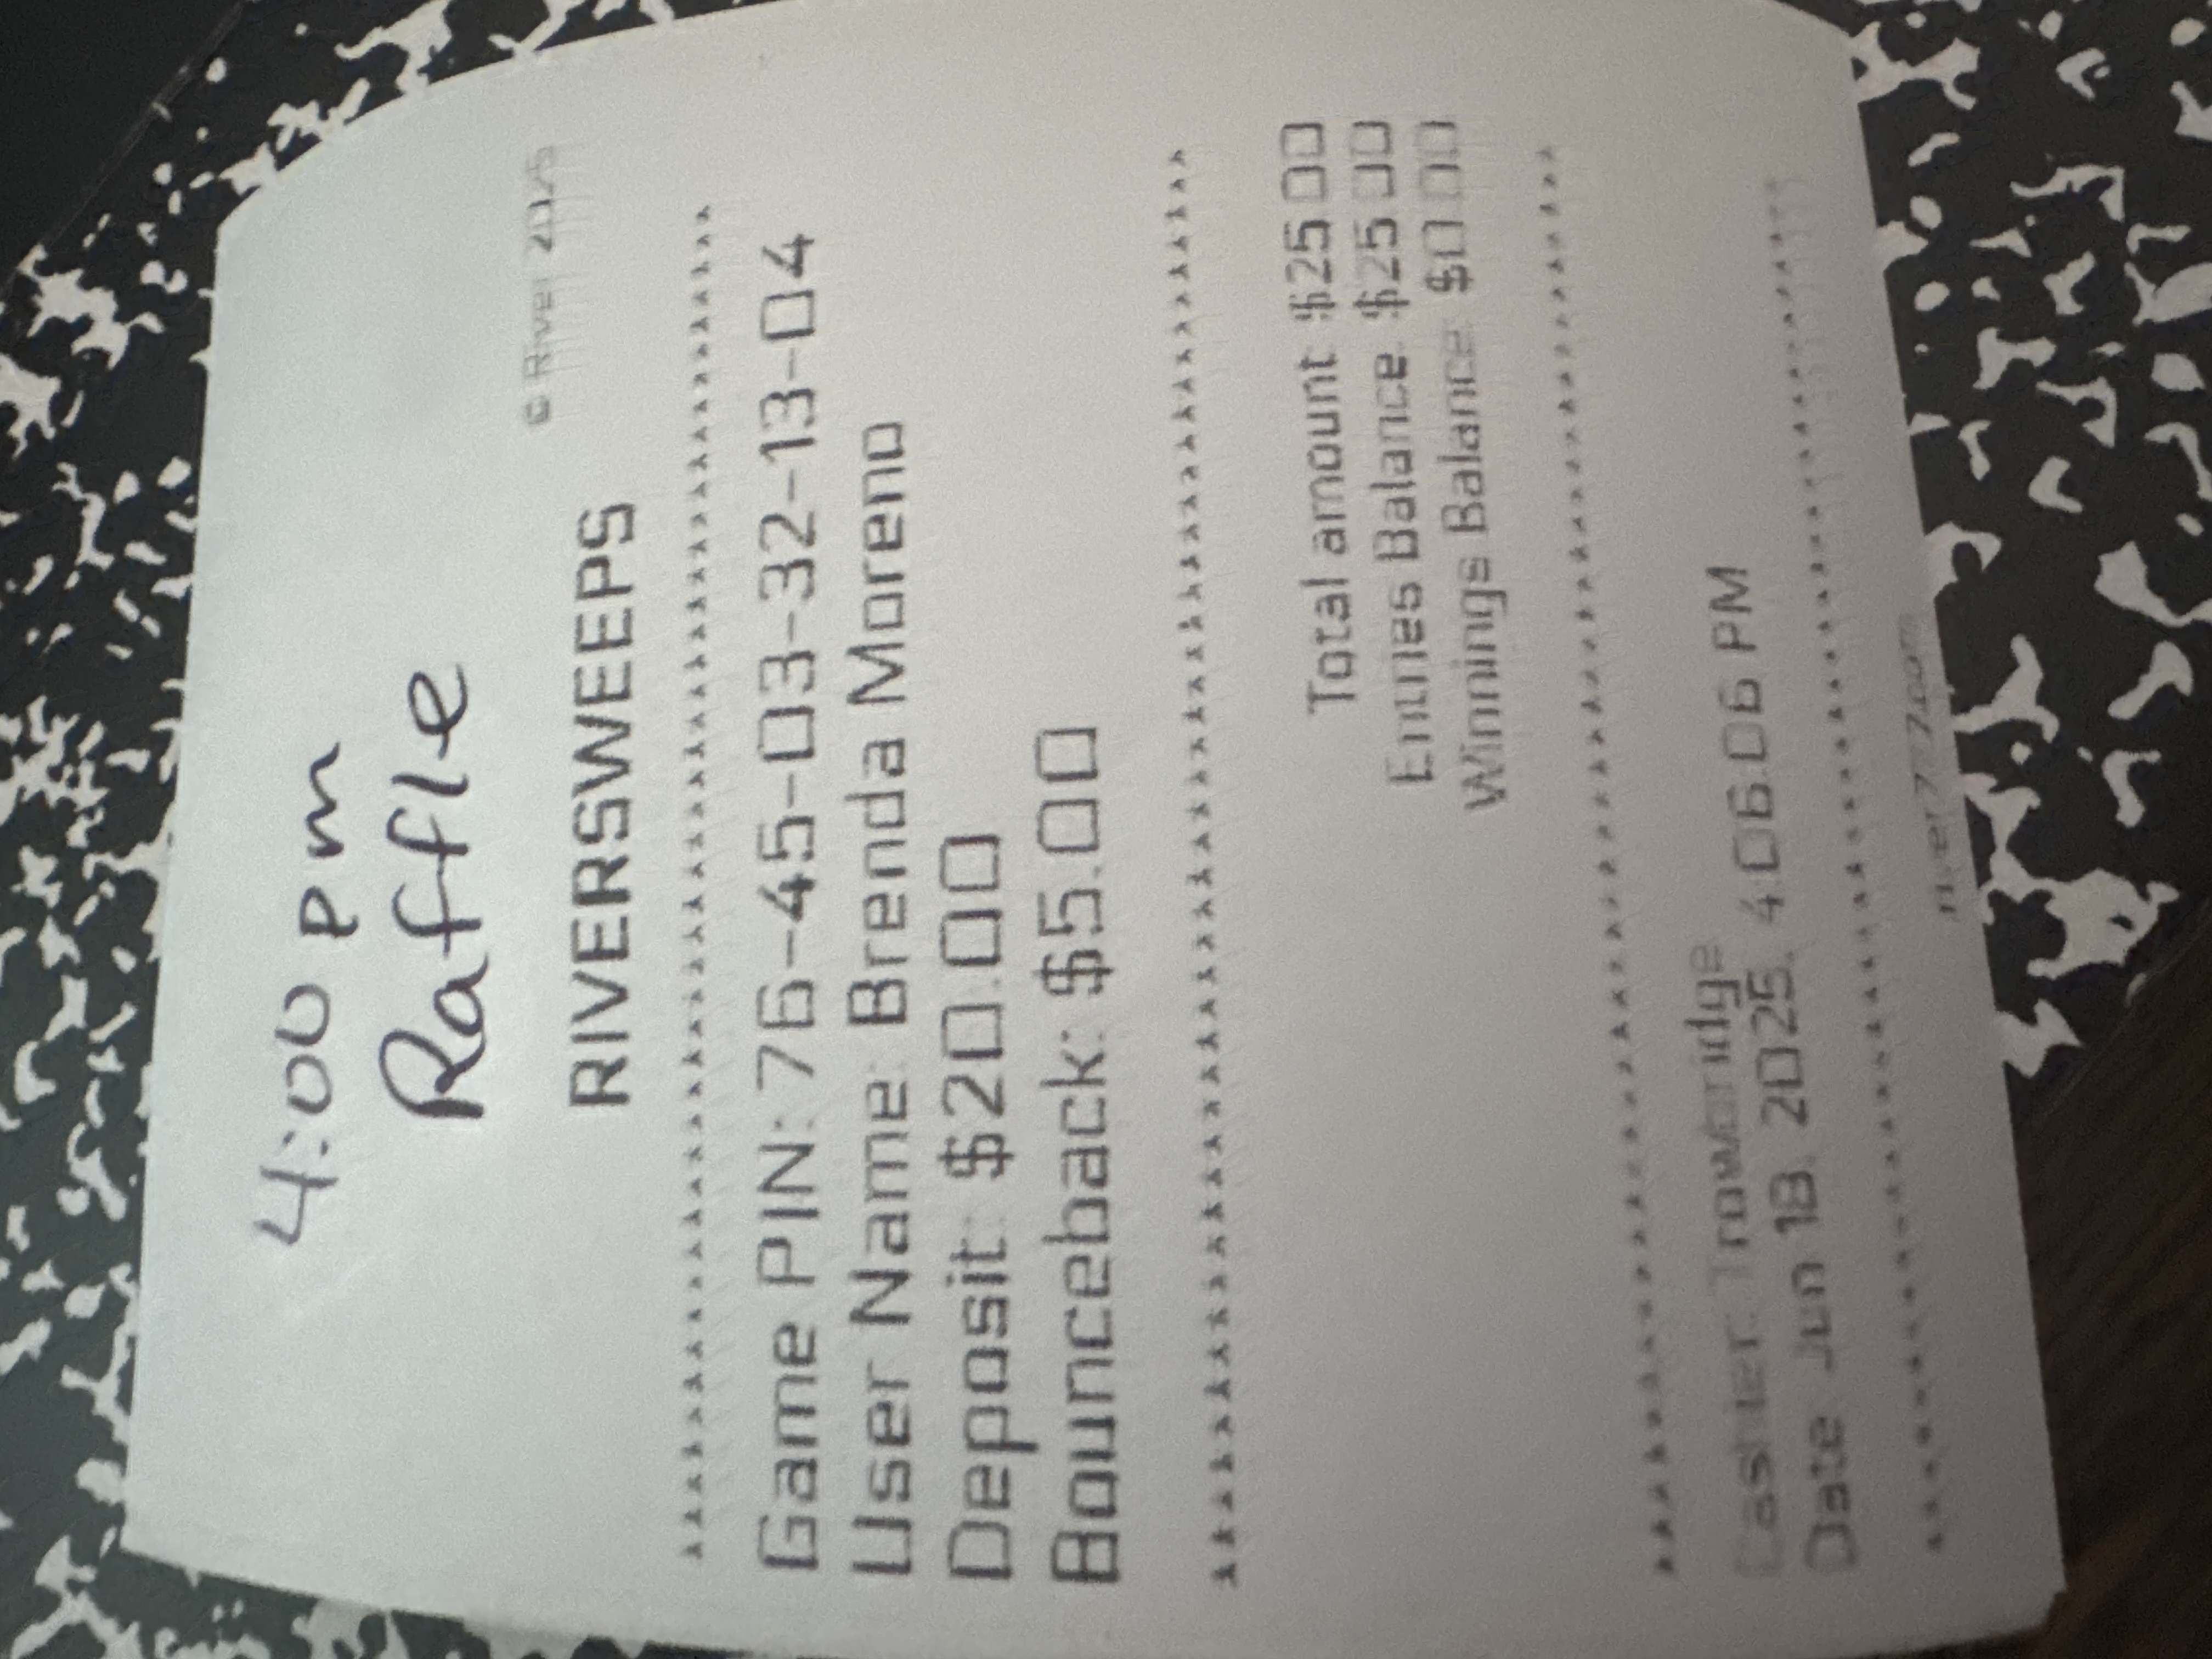 4:00 Pm
Raffle
© River 2025
RIVERSWEEPS
Game PIN: 76-45-03-32-13-04
User Name: Brenda Moreno
Deposit: $20.00
Bounceback: $5.00
Total amount: $25.00
Entries Balance: $25.00
Winnings Balance: $0.00
Cashier: Trowbridge
Date: Jun 18, 2025, 4:06:06 PM